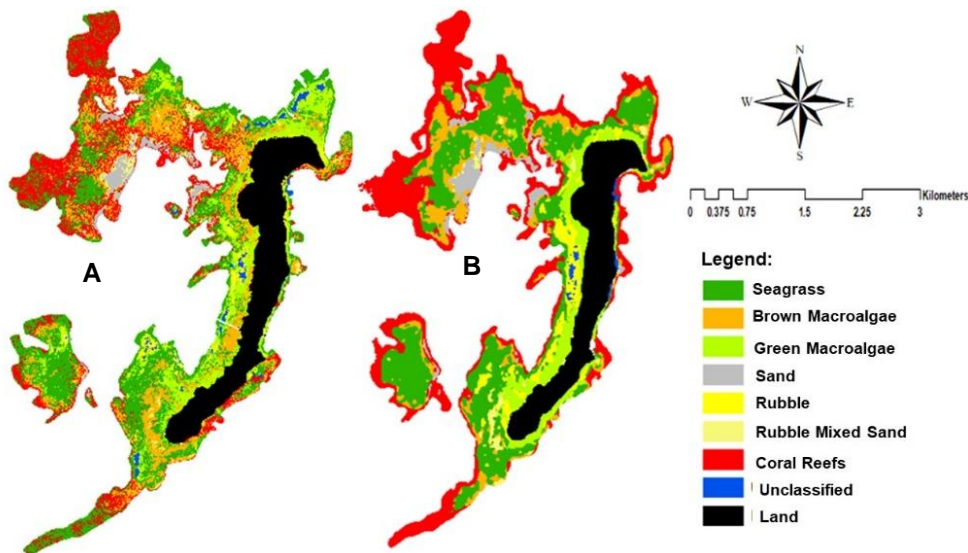 A
B
N
W
E
S
Kilometers
0 0.375 0.75 1.5 2.25 3
Legend:
Seagrass
Brown Macroalgae
Green Macroalgae
Sand
Rubble
Rubble Mixed Sand
Coral Reefs
Unclassified
Land